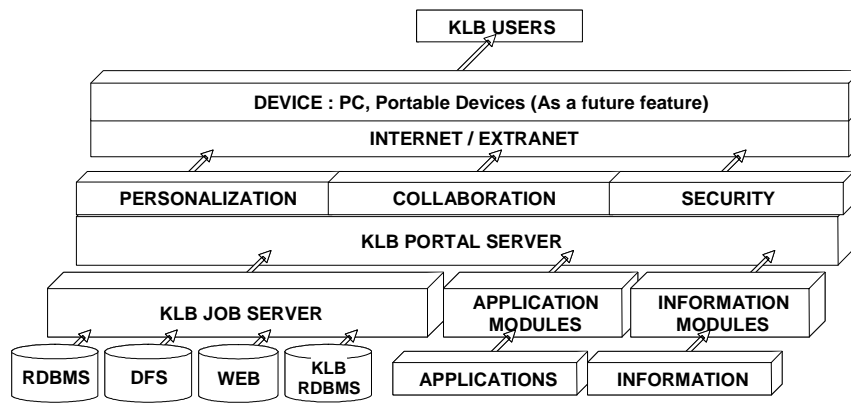 KLB USERS
DEVICE : PC, Portable Devices (As a future feature)
INTERNET / EXTRANET
PERSONALIZATION
COLLABORATION
SECURITY
KLB PORTAL SERVER
KLB JOB SERVER
APPLICATION
MODULES
INFORMATION
MODULES
RDBMS
DFS
WEB
KLB
RDBMS
APPLICATIONS
INFORMATION